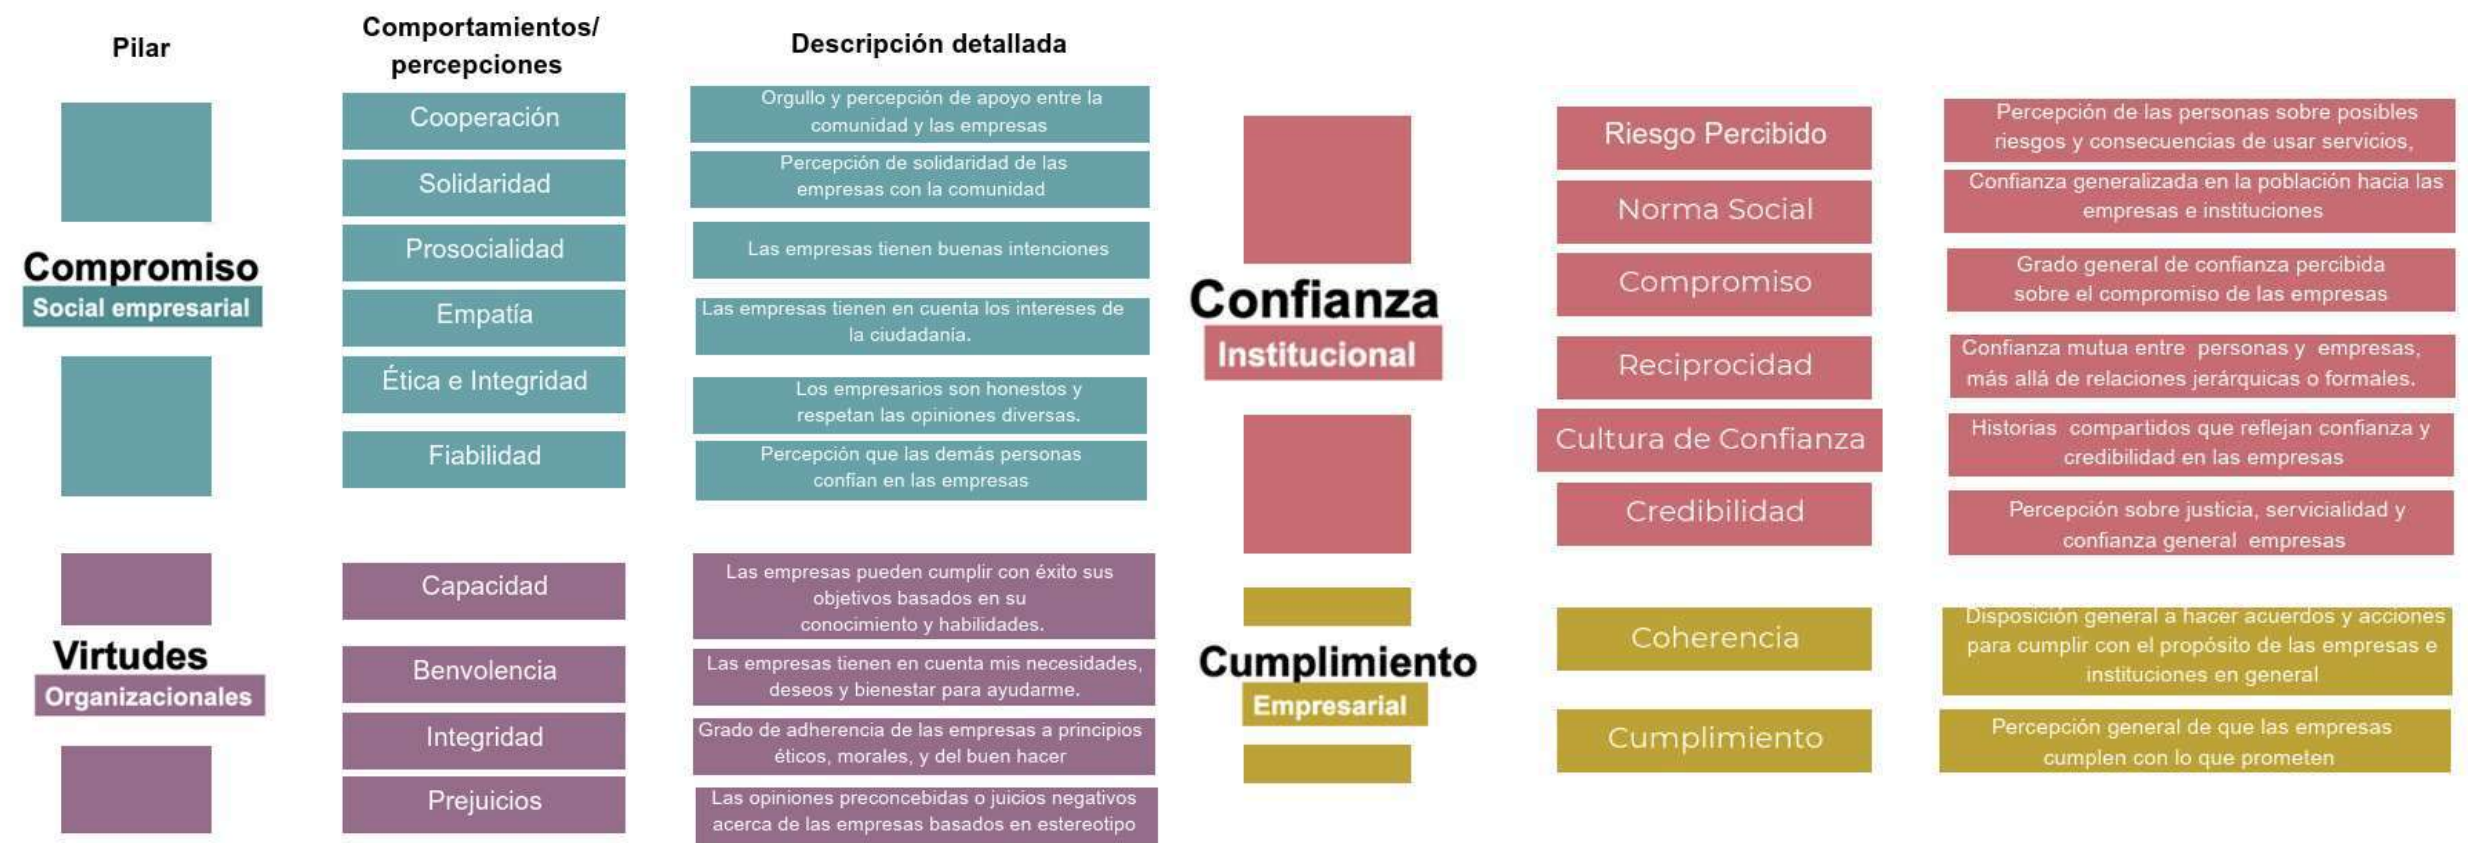 Pilar
Comportamientos/
percepciones
Descripción detallada
Compromiso
Social empresarial
Cooperación
Orgullo y percepción de apoyo entre la
comunidad y las empresas
Solidaridad
Percepción de solidaridad de las
empresas con la comunidad
Prosocialidad
Las empresas tienen buenas intenciones
Empatía
Las empresas tienen en cuenta los intereses de
la ciudadanía.
Ética e Integridad
Los empresarios son honestos y
respetan las opiniones diversas.
Fiabilidad
Percepción que las demás personas
confían en las empresas
Virtudes
Organizacionales
Capacidad
Las empresas pueden cumplir con éxito sus
objetivos basados en su
conocimiento y habilidades.
Benvolencia
Las empresas tienen en cuenta mis necesidades,
deseos y bienestar para ayudarme.
Integridad
Grado de adherencia de las empresas a principios
éticos, morales, y del buen hacer
Prejuicios
Las opiniones preconcebidas o juicios negativos
acerca de las empresas basados en estereotipo
Confianza
Institucional
Riesgo Percibido
Percepción de las personas sobre posibles
riesgos y consecuencias de usar servicios,
Norma Social
Confianza generalizada en la población hacia las
empresas e instituciones
Compromiso
Grado general de confianza percibida
sobre el compromiso de las empresas
Reciprocidad
Confianza mutua entre personas y empresas,
más allá de relaciones jerárquicas o formales.
Cultura de Confianza
Historias compartidos que reflejan confianza y
credibilidad en las empresas
Credibilidad
Percepción sobre justicia, servicialidad y
confianza general empresas
Cumplimiento
Empresarial
Coherencia
Disposición general a hacer acuerdos y acciones
para cumplir con el propósito de las empresas e
instituciones en general
Cumplimiento
Percepción general de que las empresas
cumplen con lo que prometen